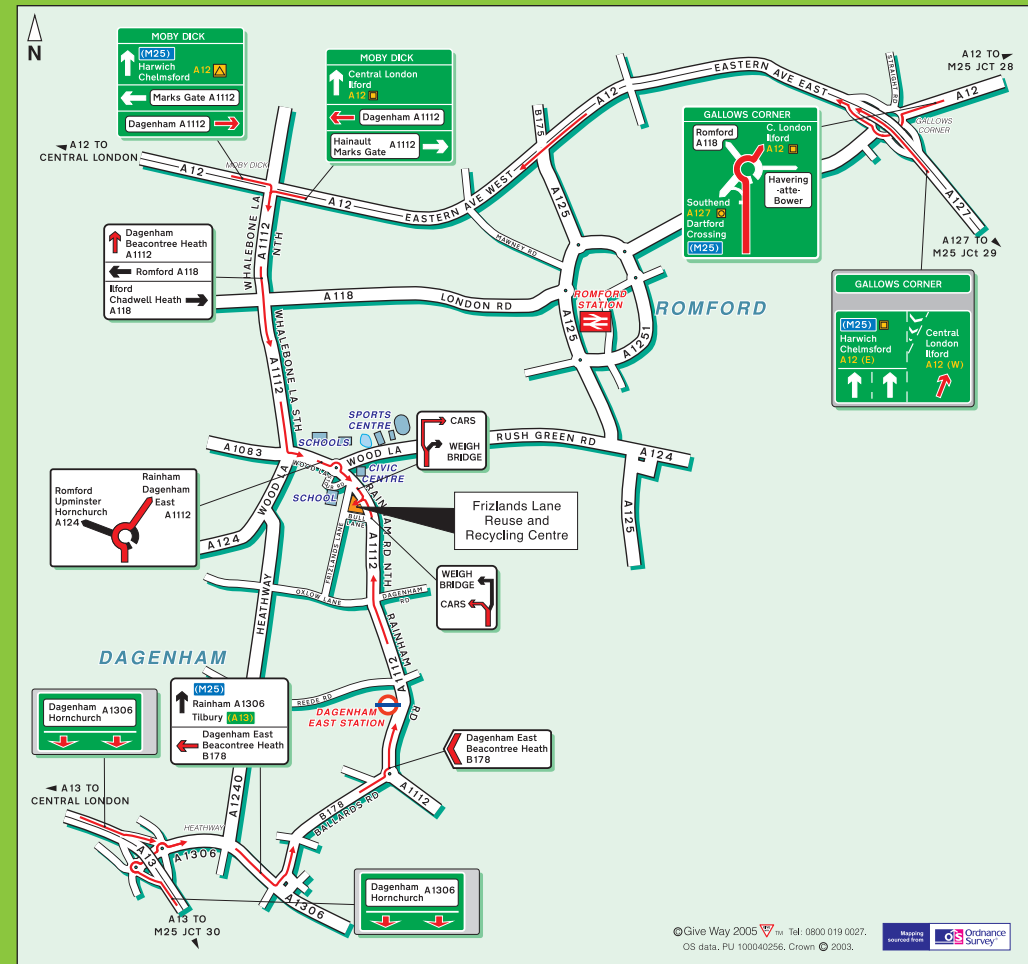 N
MOBY DICK
(M25)
Harwich
Chelmsford A12
Marks Gate A1112
Dagenham A1112
MOBY DICK
Central London
Ilford
A12
Dagenham A1112
Hainault
Marks Gate A1112
A12 TO
CENTRAL LONDON
MOBY DICK
A12
A12
EASTERN AVE WEST
A12
EASTERN AVE EAST
STRAIGHT RD
A12
A12 TO
M25 JCT 28
GALLOWS
CORNER
B175
A125
MAWNEY RD
A127
A127 TO
M25 JCt 29
GALLOWS CORNER
Romford
A118
C. London
Ilford
A12
Havering
-atte-
Bower
Southend
A127
Dartford
Crossing
(M25)
GALLOWS CORNER
(M25)
Harwich
Chelmsford
A12 (E)
Central
London
Ilford
A12 (W)
WHALEBONE LA
NTH
A1112
Dagenham
Beacontree Heath
A1112
Romford A118
Ilford
Chadwell Heath
A118
A118
LONDON RD
ROMFORD
STATION
ROMFORD
A125
A1251
WHALEBONE LA STH
A1112
SPORTS
CENTRE
SCHOOLS
CARS
WEIGH
BRIDGE
RUSH GREEN RD
A124
A125
A1083
WOOD LA
WOOD LANE
CIVIC
CENTRE
SCHOOL
WOOD LA
A124
Romford
Upminster
Hornchurch
A124
Rainham
Dagenham
East
A1112
Frizlands Lane
Reuse and
Recycling Centre
BULL
LANE
FRIZLANDS LANE
RAINHAM RD NTH
A1112
WEIGH
BRIDGE
CARS
OXLOW LANE
DAGENHAM
RD
HEATHWAY
DAGENHAM
RAINHAM
RD
A1112
REEDE RD
DAGENHAM
EAST STATION
(M25)
Rainham A1306
Tilbury (A13)
Dagenham East
Beacontree Heath
B178
Dagenham
Hornchurch A1306
Dagenham East
Beacontree Heath
B178
A1112
B178
BALLARDS RD
A1240
A13 TO
CENTRAL LONDON
HEATHWAY
A13
A1306
A1306
Dagenham
Hornchurch A1306
A13 TO
M25 JCT 30
© Give Way 2005 TM Tel: 0800 019 0027.
OS data. PU 100040256. Crown © 2003.
Mapping
sourced from
OS Ordnance
Survey®